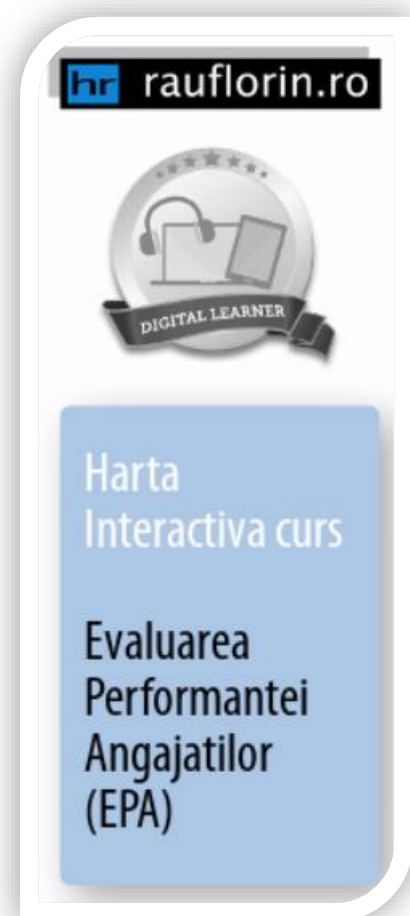 hr rauflorin.ro
DIGITAL LEARNER
Harta
Interactiva curs
Evaluarea
Performantei
Angajatilor
(EPA)